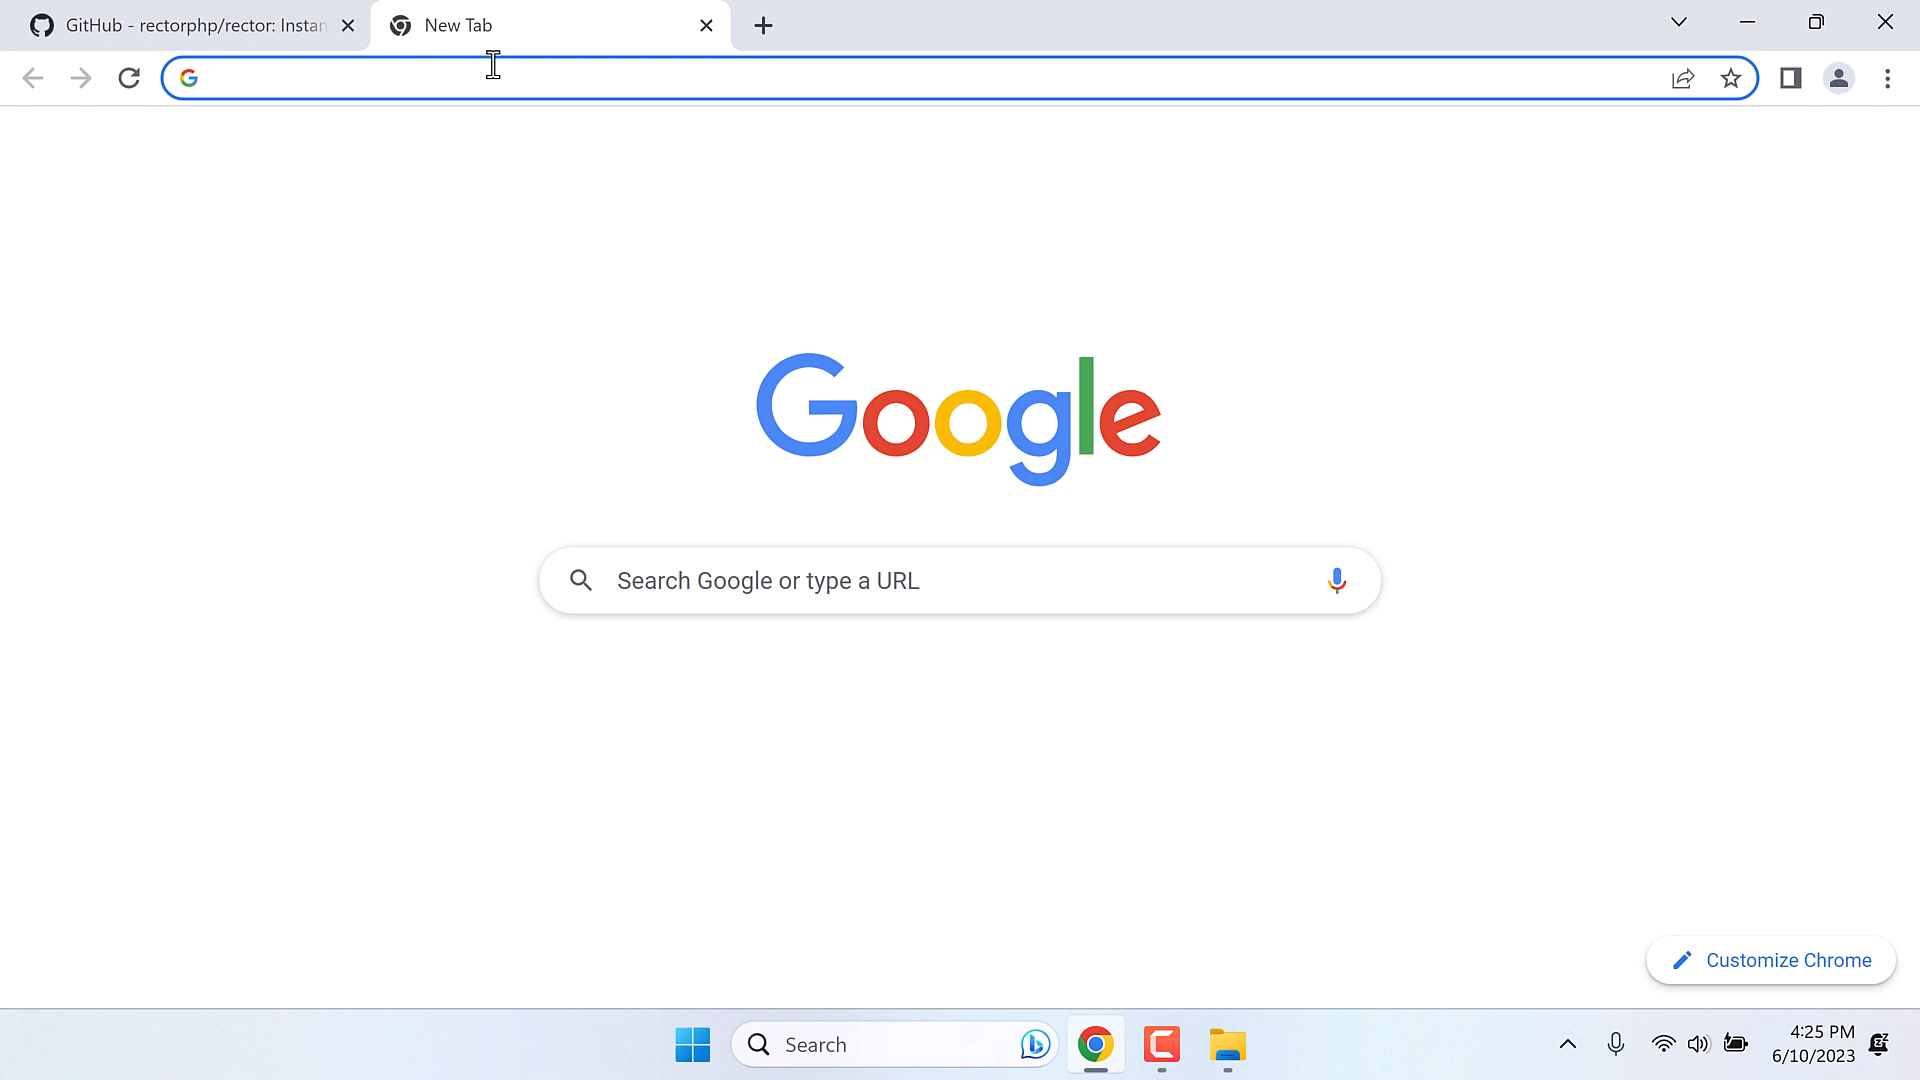 GitHub - rectorphp/rector: Instan
New Tab
Google
Search Google or type a URL
Customize Chrome
Search
4:25 PM
6/10/2023